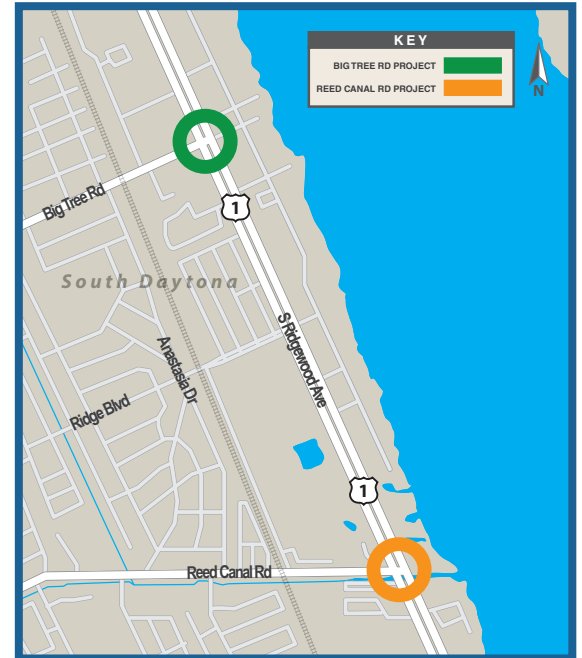 KEY
BIG TREE RD PROJECT
REED CANAL RD PROJECT
N
Big Tree Rd
1
South Daytona
S Ridgewood Ave
Anastasia Dr
Ridge Blvd
1
Reed Canal Rd